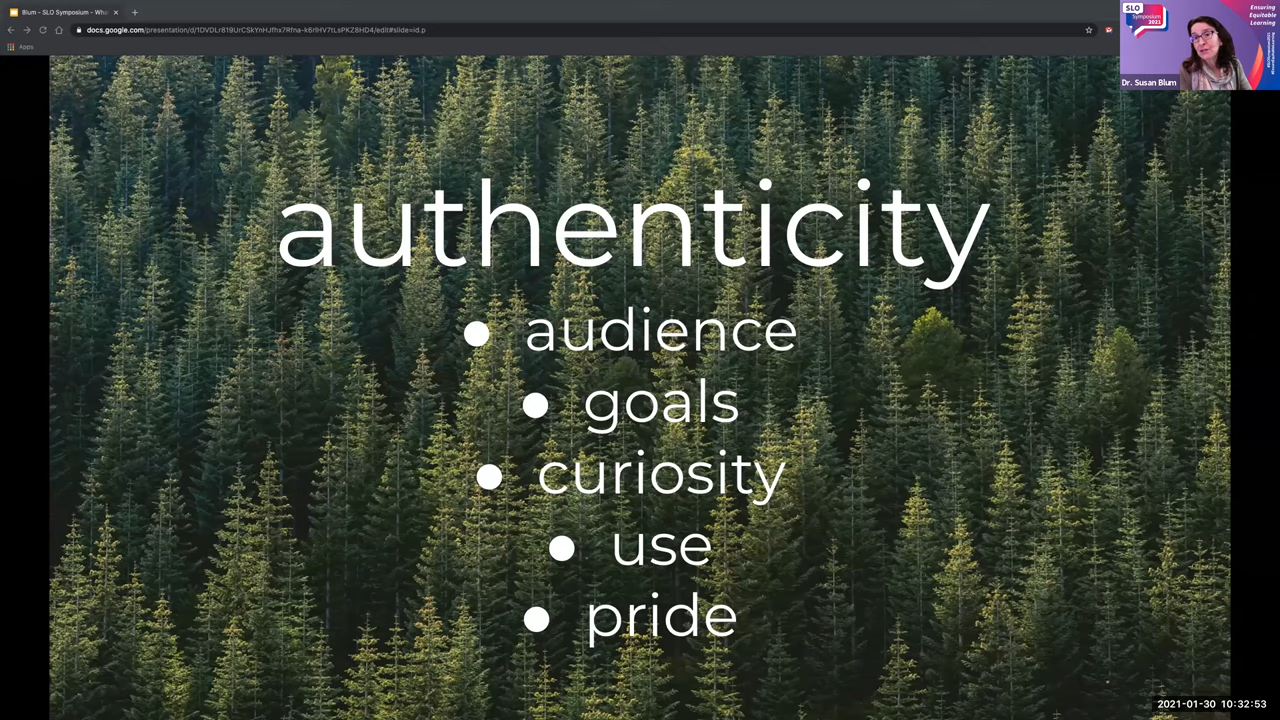 Blum - SLO Symposium - Wha
docs.google.com/presentation/d/1DVDLr819UrCSkYnHJfhx7Rfna-k6rIHV7tLsPKZ8HD4/edit#slide=id.p
Apps
SLO
Symposium
2021
Ensuring
Equitable
Learning
Dr. Susan Blum
authenticity
● audience
● goals
● curiosity
● use
● pride
2021-01-30 10:32:53